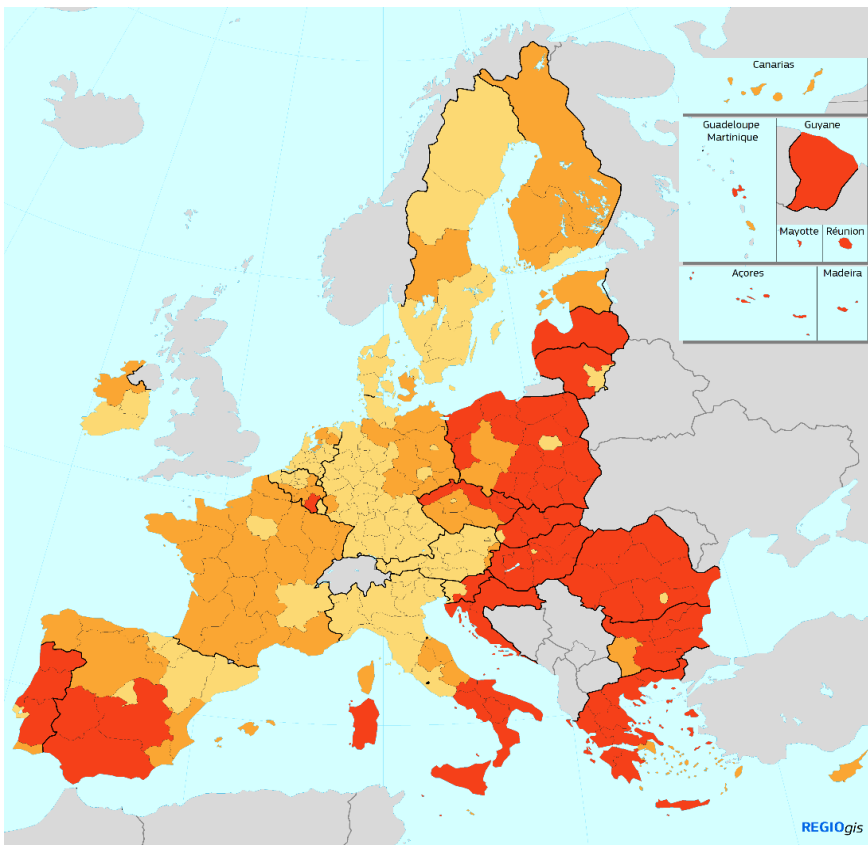 Canarias
Guadeloupe
Martinique
Guyane
Mayotte
Réunion
Açores
Madeira
REGIOgis